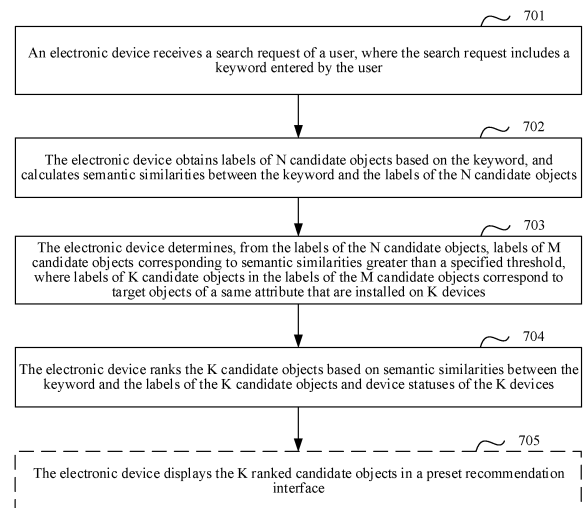 701
An electronic device receives a search request of a user, where the search request includes a
keyword entered by the user
702
The electronic device obtains labels of N candidate objects based on the keyword, and
calculates semantic similarities between the keyword and the labels of the N candidate objects
703
The electronic device determines, from the labels of the N candidate objects, labels of M
candidate objects corresponding to semantic similarities greater than a specified threshold,
where labels of K candidate objects in the labels of the M candidate objects correspond to
target objects of a same attribute that are installed on K devices
704
The electronic device ranks the K candidate objects based on semantic similarities between the
keyword and the labels of the K candidate objects and device statuses of the K devices
705
The electronic device displays the K ranked candidate objects in a preset recommendation
interface